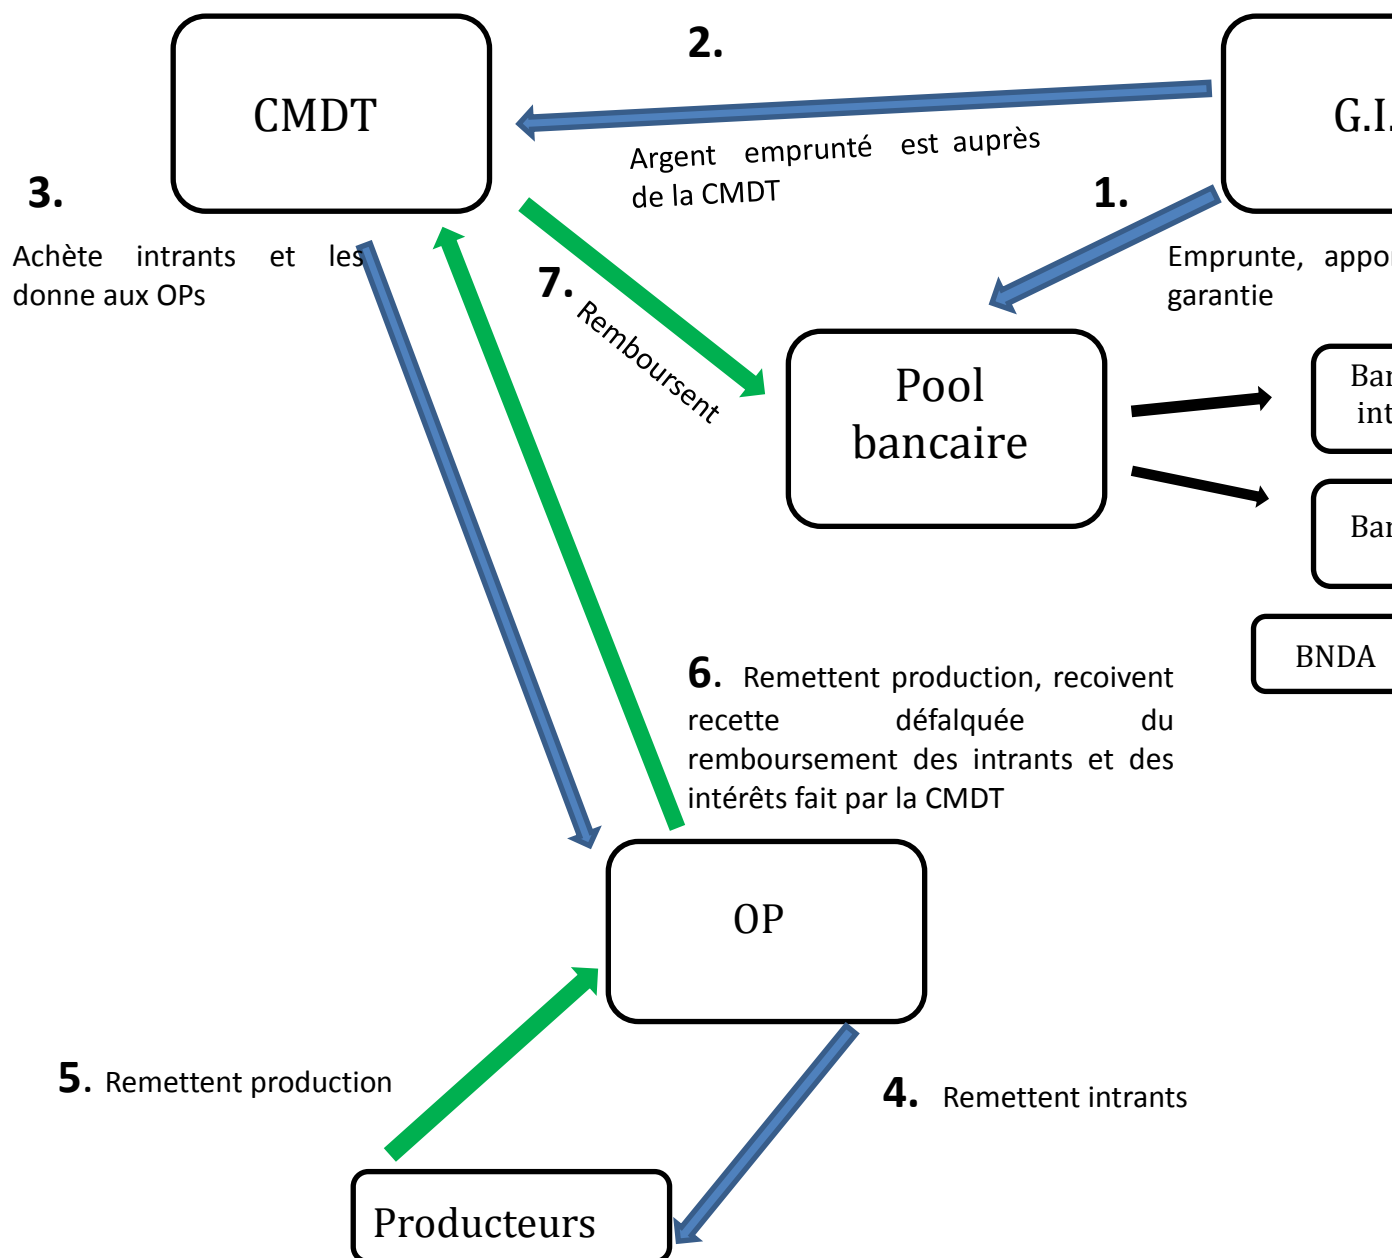 2.
CMDT
G.I.
Argent emprunté est auprès
de la CMDT
3.
1.
Achète intrants et les
donne aux OPs
Emprunte,
garantie
7.
Remboursent
Pool
bancaire
BNDA
6. Remettent production, recoivent
recette défalquée du
remboursement des intrants et des
intérêts fait par la CMDT
OP
5. Remettent production
4. Remettent intrants
Producteurs